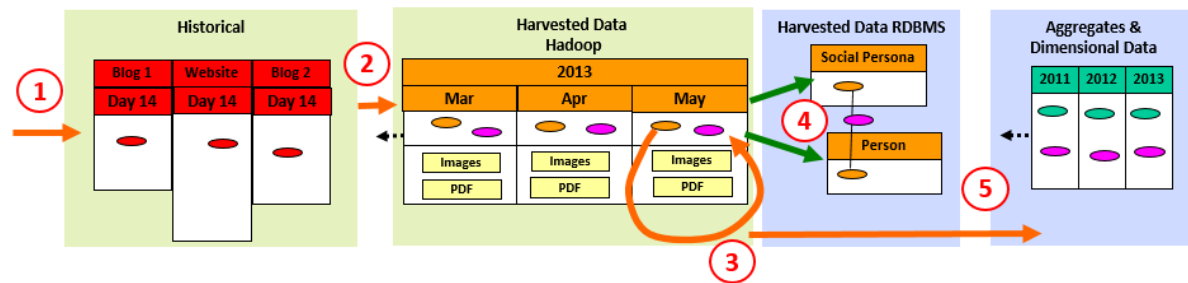 Historical
Blog 1 Website Blog 2
Day 14 Day 14 Day 14
1
2
Harvested Data
Hadoop
2013
Mar Apr May
Images Images Images
PDF PDF PDF
3
Harvested Data RDBMS
Social Persona
4
Person
5
Aggregates &
Dimensional Data
2011 2012 2013